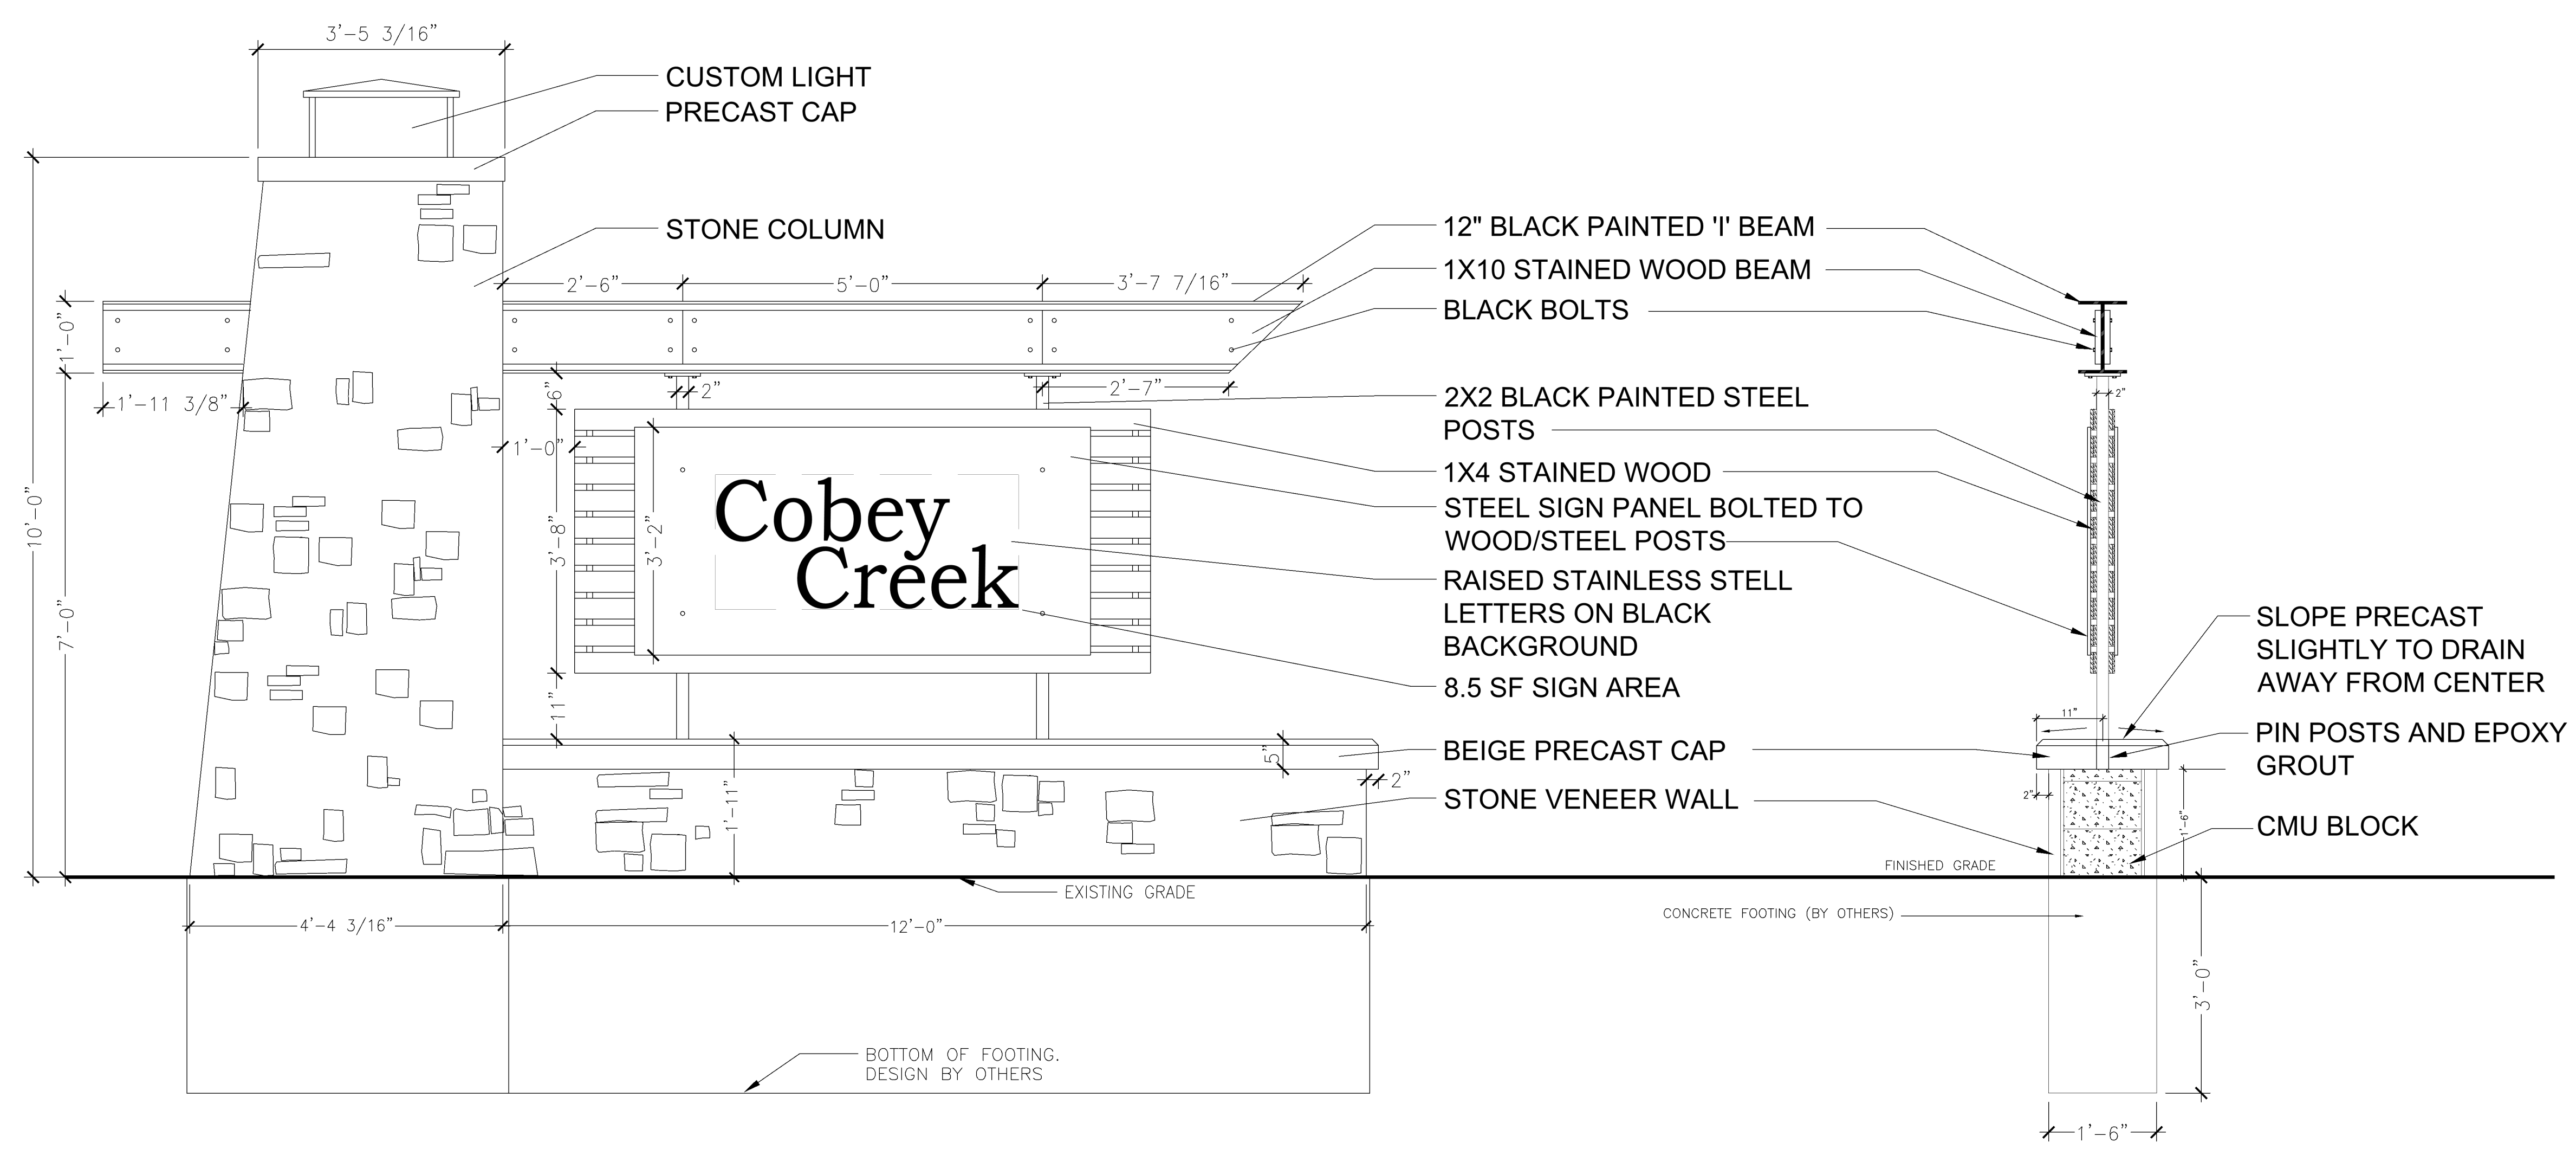 3'-5 3/16"
CUSTOM LIGHT
PRECAST CAP
STONE COLUMN
12" BLACK PAINTED 'I' BEAM
1X10 STAINED WOOD BEAM
BLACK BOLTS
2'-6"
5'-0"
3'-7 7/16"
1'-0"
1'-11 3/8"
6"
2"
2'-7"
2"
2X2 BLACK PAINTED STEEL
POSTS
1'-0"
1X4 STAINED WOOD
STEEL SIGN PANEL BOLTED TO
WOOD/STEEL POSTS
10'-0"
7'-0"
3'-8"
3'-2"
Cobey
Creek
RAISED STAINLESS STELL
LETTERS ON BLACK
BACKGROUND
8.5 SF SIGN AREA
SLOPE PRECAST
SLIGHTLY TO DRAIN
AWAY FROM CENTER
11"
11"
PIN POSTS AND EPOXY
GROUT
BEIGE PRECAST CAP
5"
2"
1'-11"
2"
STONE VENEER WALL
1'-6"
CMU BLOCK
FINISHED GRADE
EXISTING GRADE
CONCRETE FOOTING (BY OTHERS)
4'-4 3/16"
12'-0"
3'-0"
BOTTOM OF FOOTING.
DESIGN BY OTHERS
1'-6"